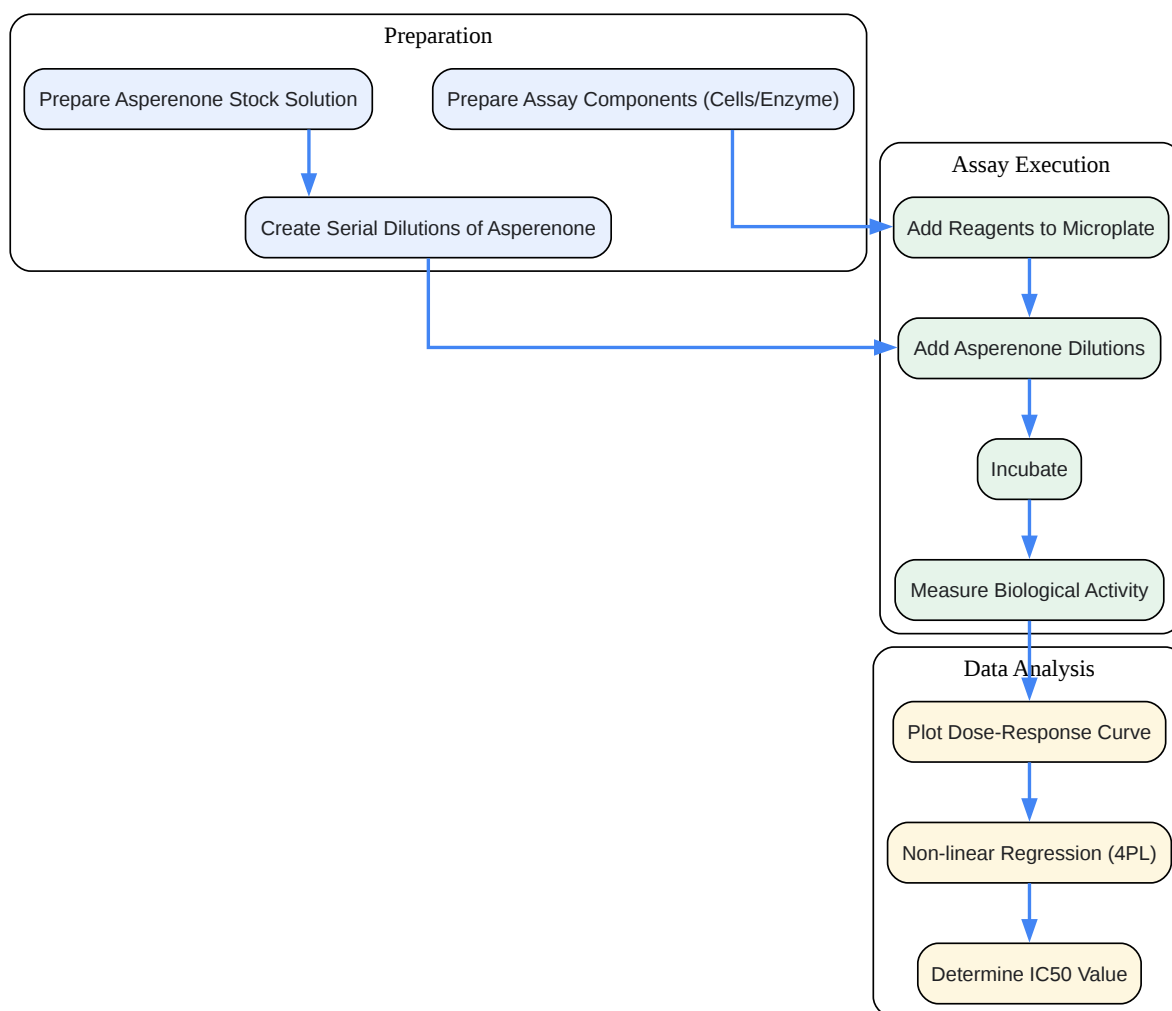 Preparation
Prepare Asperenone Stock Solution
Prepare Assay Components (Cells/Enzyme)
Create Serial Dilutions of Asperenone
Assay Execution
Add Reagents to Microplate
Add Asperenone Dilutions
Incubate
Measure Biological Activity
Data Analysis
Plot Dose-Response Curve
Non-linear Regression (4PL)
Determine IC50 Value